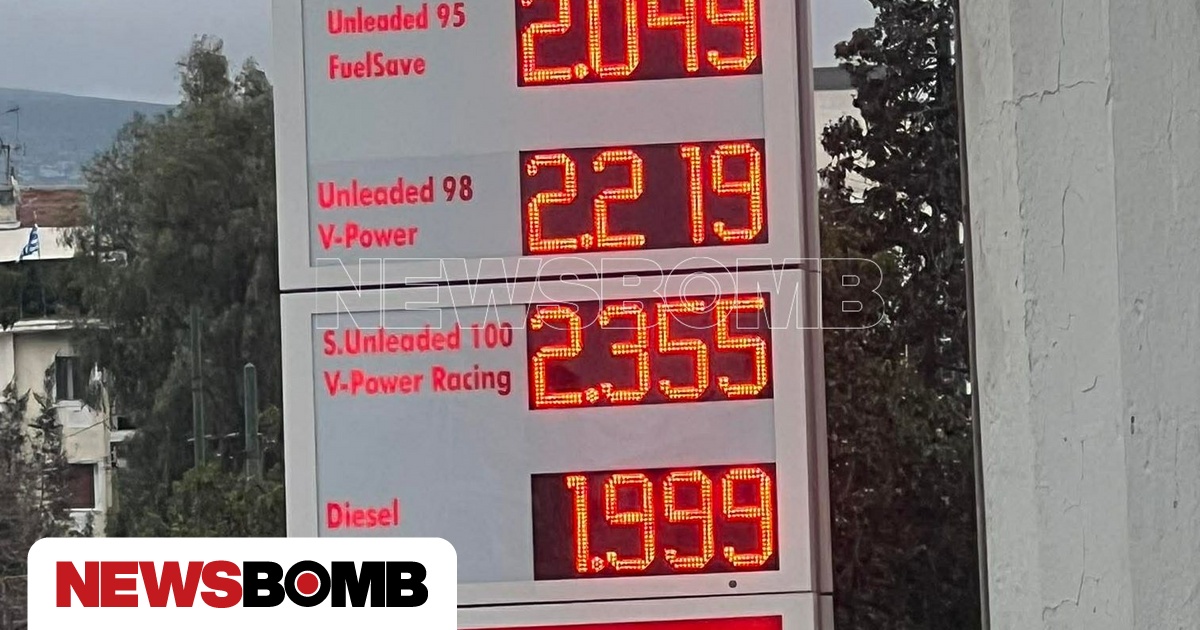 Unleaded 95
FuelSave
2.049
Unleaded 98
V-Power
2.219
NEWSBOMB
S.Unleaded 100
V-Power Racing
2.355
Diesel
1.999
NEWSBOMB